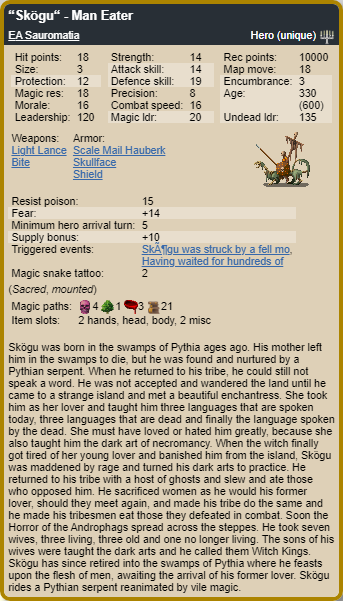 “Skögu“ - Man Eater
EA Sauromatia Hero (unique)
Hit points: 18 Strength: 14 Rec points: 10000
Size: 3 Attack skill: 14 Map move: 18
Protection: 12 Defence skill: 19 Encumbrance: 3
Magic res: 18 Precision: 8 Age: 330
Morale: 16 Combat speed: 16 (600)
Leadership: 120 Magic ldr: 20 Undead ldr: 135
Weapons: Armor:
Light Lance Scale Mail Hauberk
Bite Skullface
Shield
Resist poison: 15
Fear: +14
Minimum hero arrival turn: 5
Supply bonus: +10
Triggered events: Skã¶gu was struck by a fell mo,
Having waited for hundreds of
Magic snake tattoo: 2
(Sacred, mounted)
Magic paths: 4 1 3 21
Item slots: 2 hands, head, body, 2 misc
Skögu was born in the swamps of Pythia ages ago. His mother left
him in the swamps to die, but he was found and nurtured by a
Pythian serpent. When he returned to his tribe, he could still not
speak a word. He was not accepted and wandered the land until he
came to a strange island and met a beautiful enchantress. She took
him as her lover and taught him three languages that are spoken
today, three languages that are dead and finally the language spoken
by the dead. She must have loved or hated him greatly, because she
also taught him the dark art of necromancy. When the witch finally
got tired of her young lover and banished him from the island, Skögu
was maddened by rage and turned his dark arts to practice. He
returned to his tribe with a host of ghosts and slew and ate those
who opposed him. He sacrificed women as he would his former
lover, should they meet again, and made his tribe do the same and
he made his tribesmen eat those they defeated in combat. Soon the
Horror of the Androphags spread across the steppes. He took seven
wives, three living, three old and one no longer living. The sons of his
wives were taught the dark arts and he called them Witch Kings.
Skögu has since retired into the swamps of Pythia where he feasts
upon the flesh of men, awaiting the arrival of his former lover. Skögu
rides a Pythian serpent reanimated by vile magic.